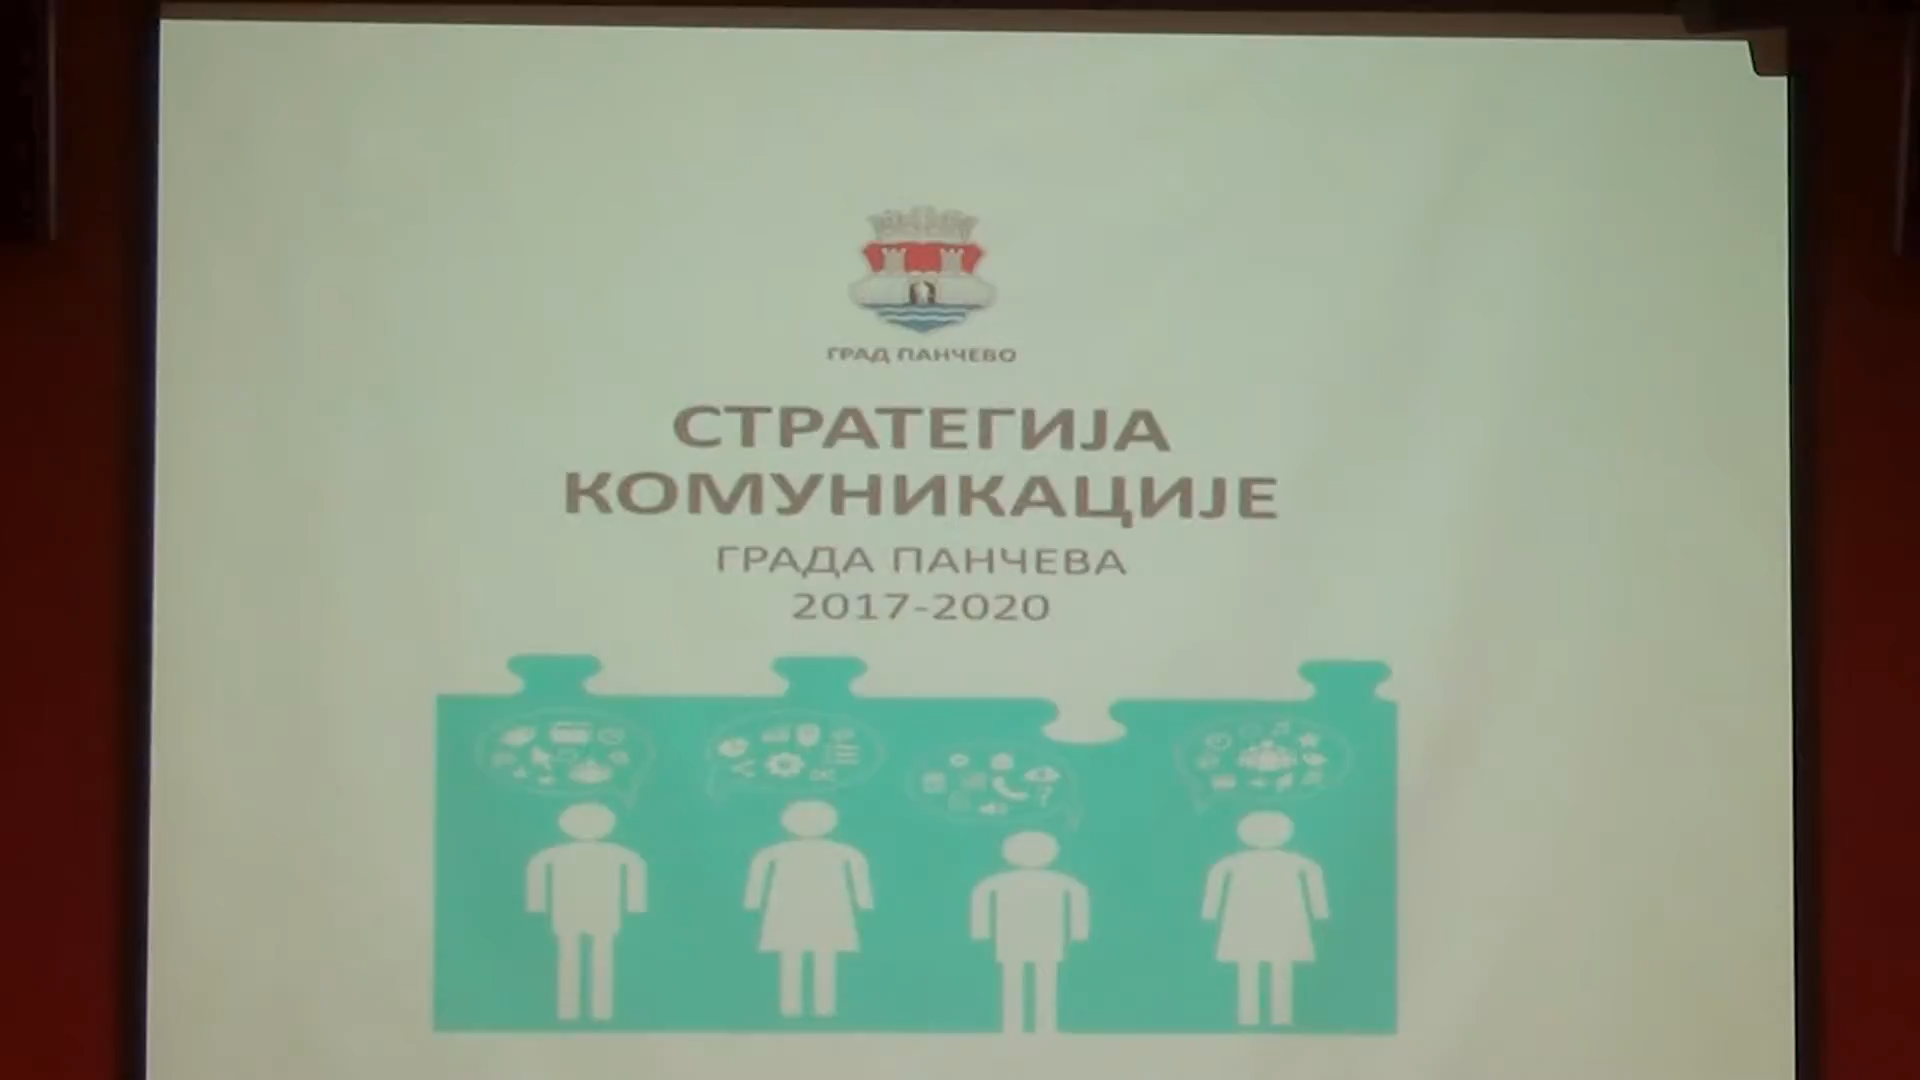 ГРАД ПАНЧЕВО
СТРАТЕГИЈА
КОМУНИКАЦИЈЕ
ГРАДА ПАНЧЕВА
2017-2020